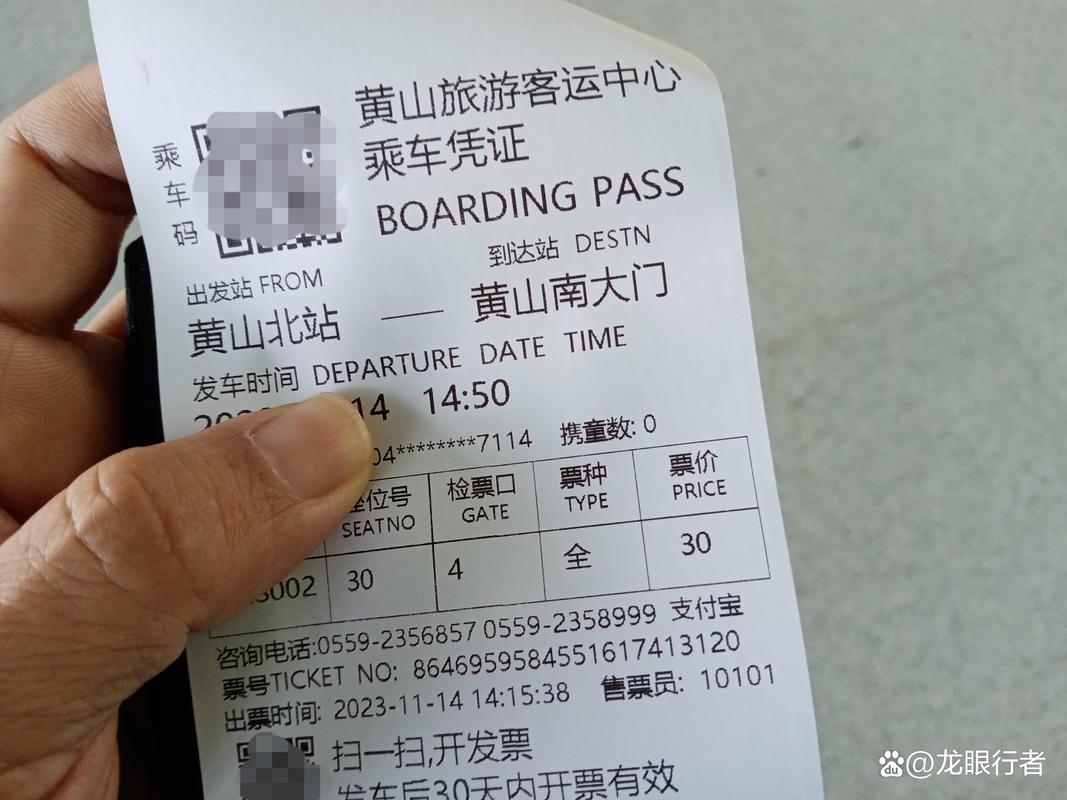 黄山旅游客运中心
乘车凭证
乘车码
BOARDING PASS
出发站 FROM 到达站 DESTN
黄山北站 —— 黄山南大门
发车时间 DEPARTURE DATE TIME
14 14:50
04********7114 携童数: 0
座位号 检票口 票种 票价
SEATNO GATE TYPE PRICE
002 30 4 全 30
咨询电话:0559-2356857 0559-2358999 支付宝
票号TICKET NO: 8646959584551617413120
出票时间: 2023-11-14 14:15:38 售票员: 10101
扫一扫,开发票
发车后30天内开票有效
du @龙眼行者